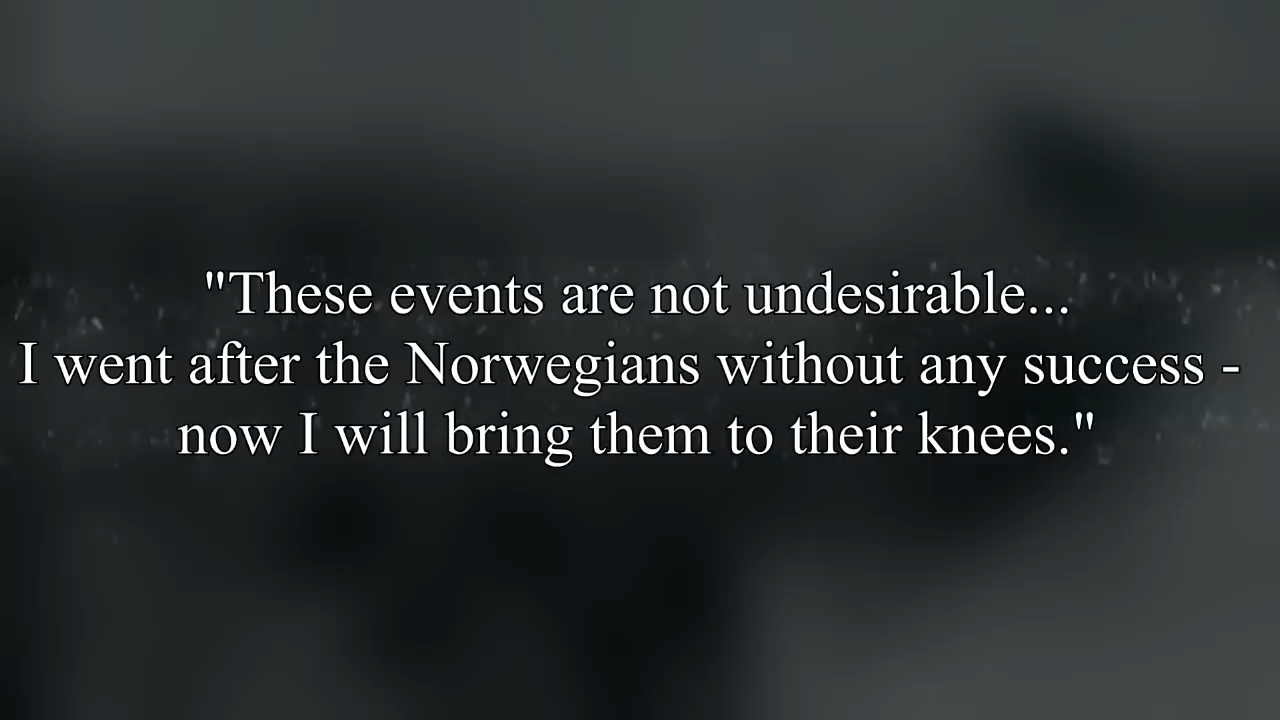 "These events are not undesirable...
I went after the Norwegians without any success -
now I will bring them to their knees."